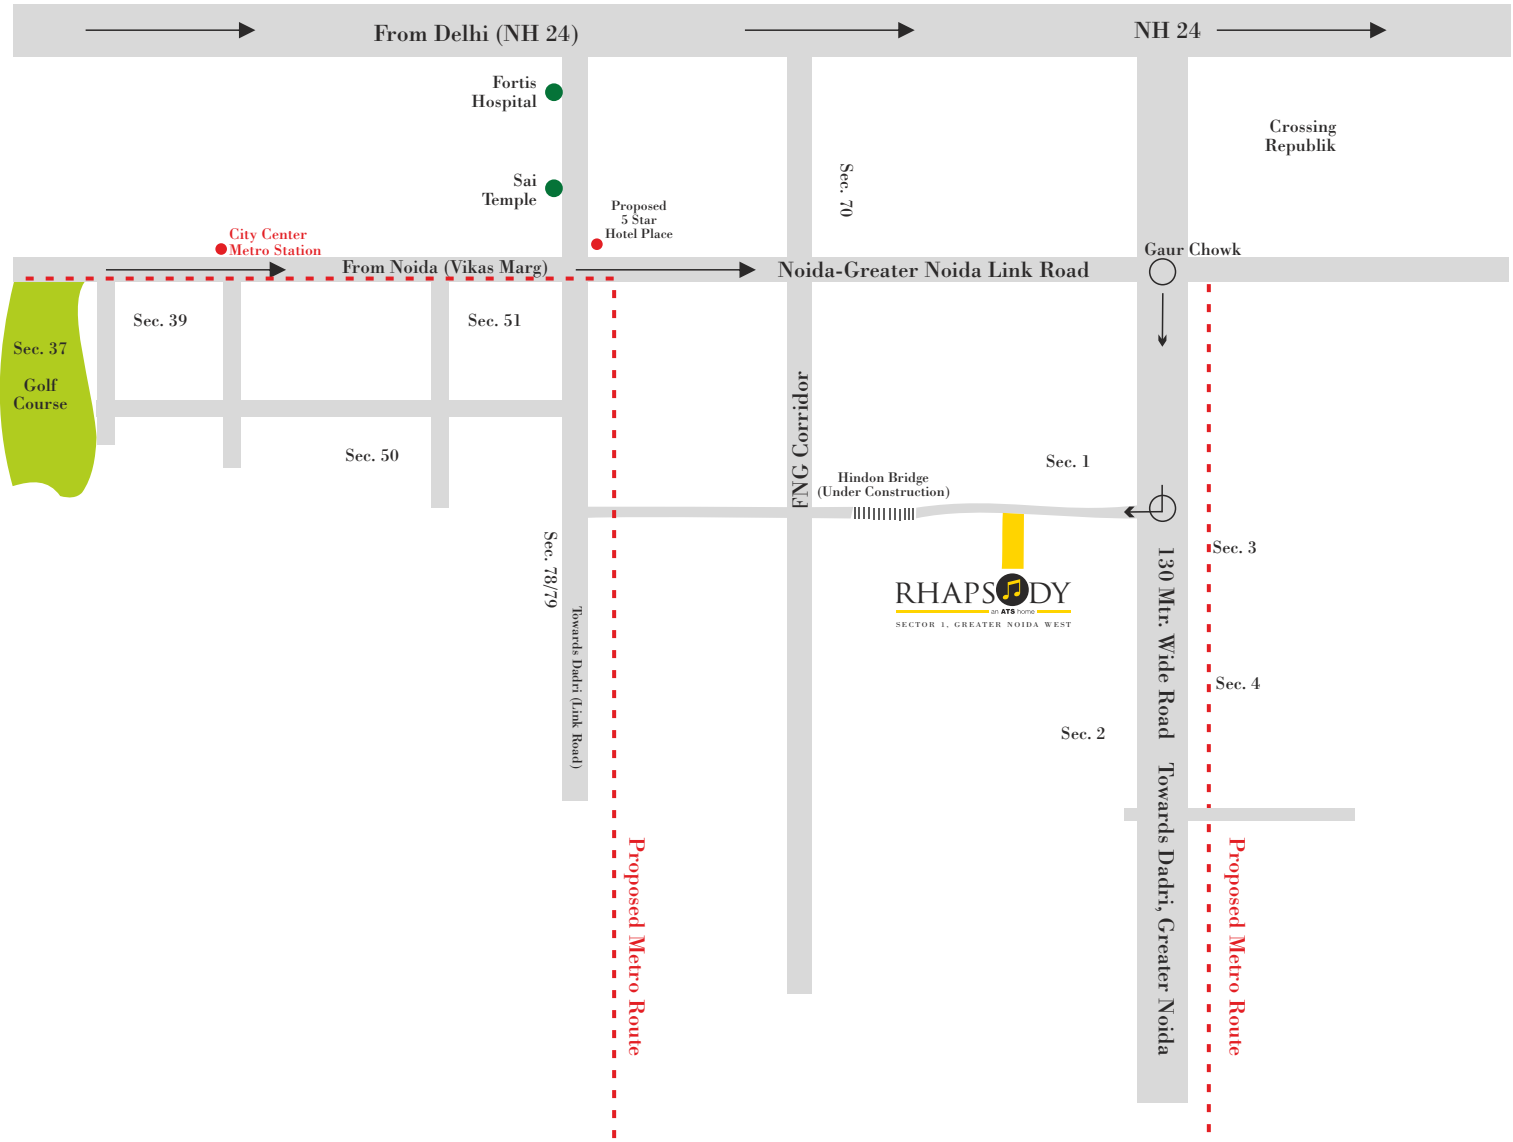 From Delhi (NH 24)
NH 24
Fortis
Hospital
Crossing
Republik
Sai
Temple
Sec. 70
Proposed
5 Star
Hotel Place
City Center
Metro Station
Gaur Chowk
From Noida (Vikas Marg)
Noida-Greater Noida Link Road
Sec. 39
Sec. 51
Sec. 37
Golf
Course
FNG Corridor
Sec. 50
Sec. 1
Hindon Bridge
(Under Construction)
Sec. 78/79
Sec. 3
RHAPSODY
an ATS home
SECTOR 1, GREATER NOIDA WEST
Towards Dadri (Link Road)
130 Mtr. Wide Road
Sec. 4
Sec. 2
Towards Dadri, Greater Noida
Proposed Metro Route
Proposed Metro Route